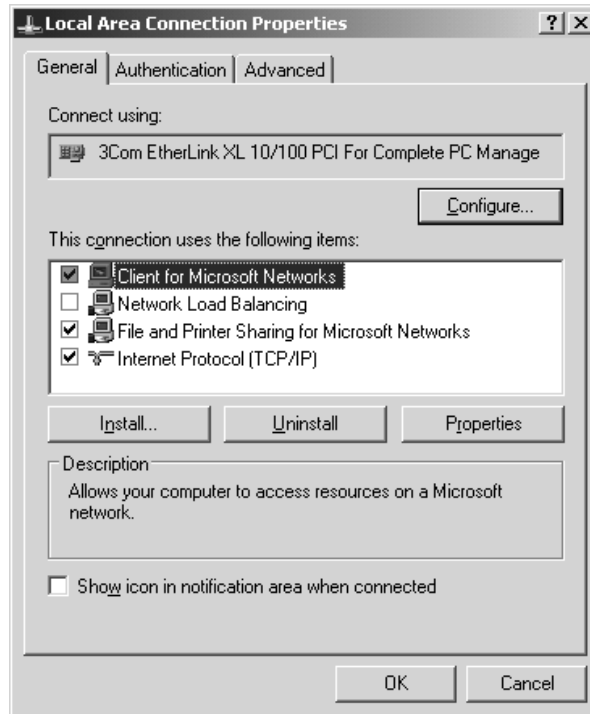 Local Area Connection Properties
? X
General Authentication Advanced
Connect using:
3Com EtherLink XL 10/100 PCI For Complete PC Manage
Configure...
This connection uses the following items:
Client for Microsoft Networks
Network Load Balancing
File and Printer Sharing for Microsoft Networks
Internet Protocol (TCP/IP)
Install... Uninstall Properties
Description
Allows your computer to access resources on a Microsoft
network.
Show icon in notification area when connected
OK Cancel